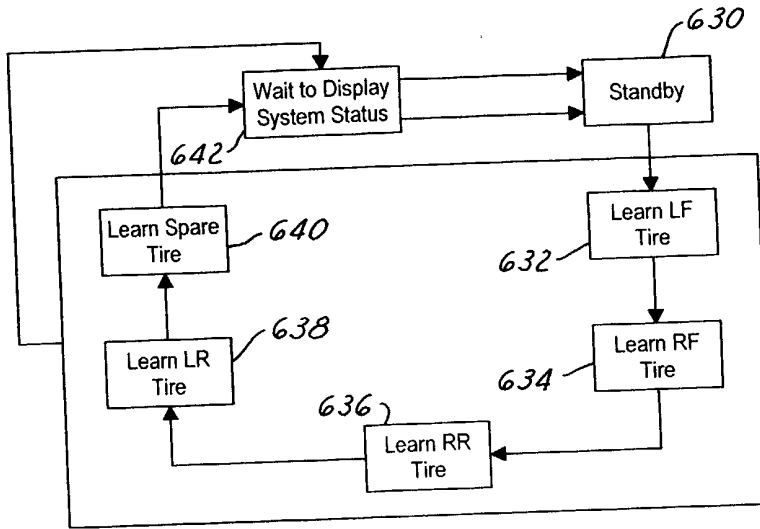 630
Wait to Display
System Status
Standby
642
Learn Spare
Tire
640
Learn LF
Tire
632
638
Learn LR
Tire
Learn RF
Tire
634
636
Learn RR
Tire